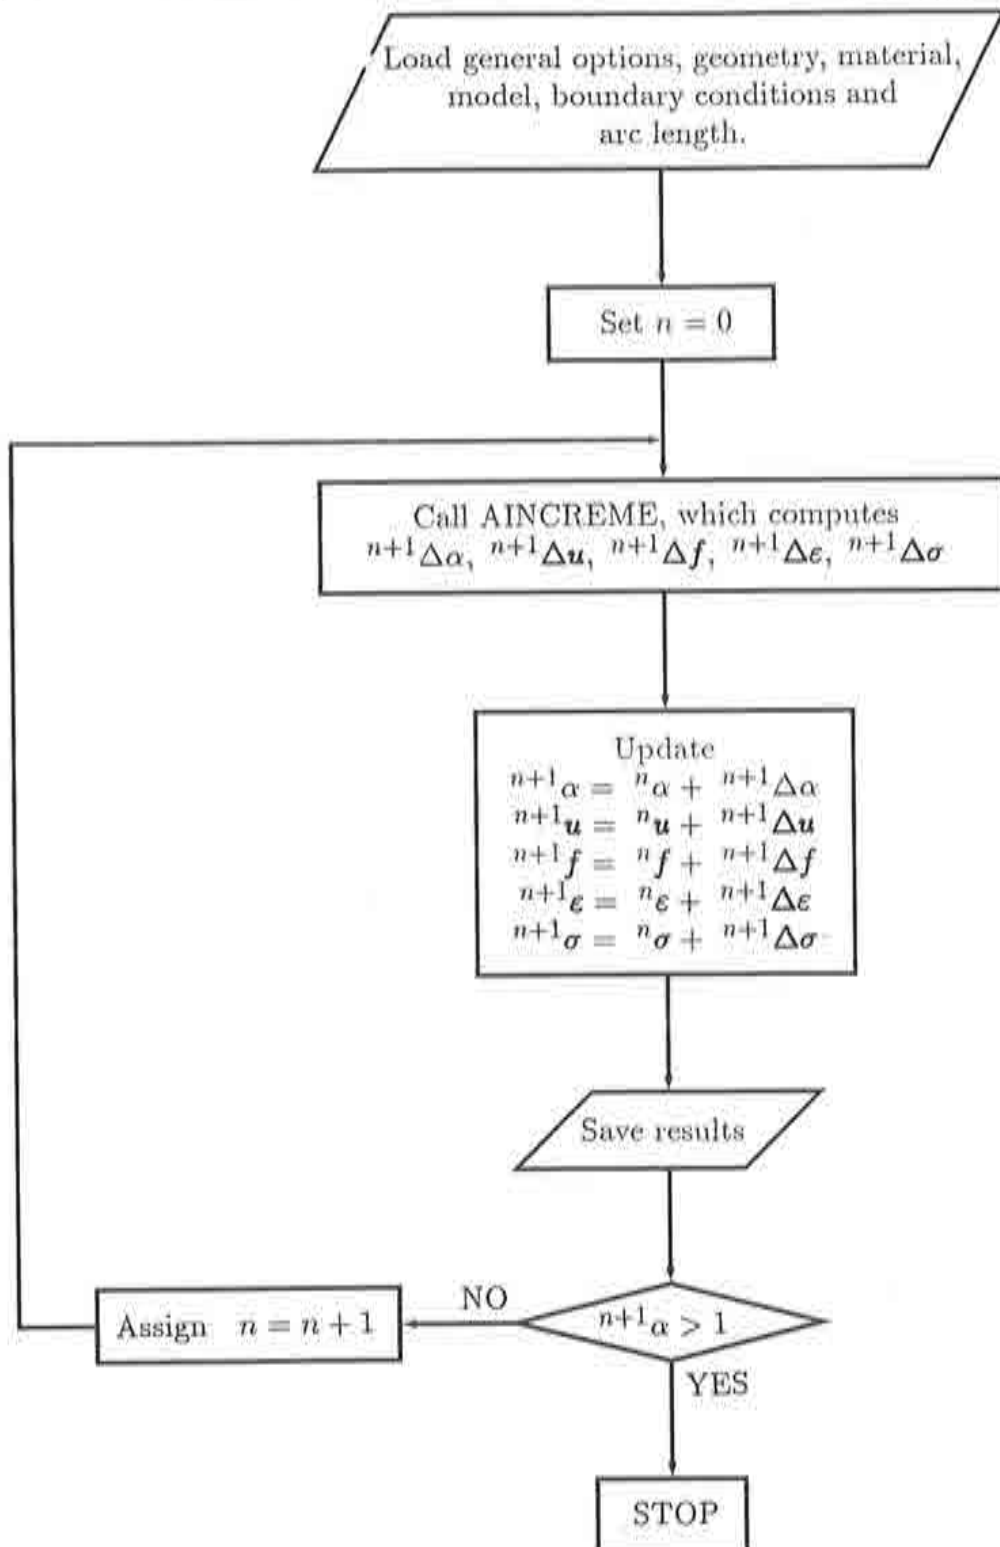 Load general options, geometry, material,
model, boundary conditions and
arc length.
Set n = 0
Call AINCREME, which computes
ⁿ⁺¹Δα, ⁿ⁺¹Δu, ⁿ⁺¹Δf, ⁿ⁺¹Δε, ⁿ⁺¹Δσ
Update
ⁿ⁺¹α = ⁿα + ⁿ⁺¹Δα
ⁿ⁺¹u = ⁿu + ⁿ⁺¹Δu
ⁿ⁺¹f = ⁿf + ⁿ⁺¹Δf
ⁿ⁺¹ε = ⁿε + ⁿ⁺¹Δε
ⁿ⁺¹σ = ⁿσ + ⁿ⁺¹Δσ
Save results
ⁿ⁺¹α > 1
NO
Assign n = n + 1
YES
STOP